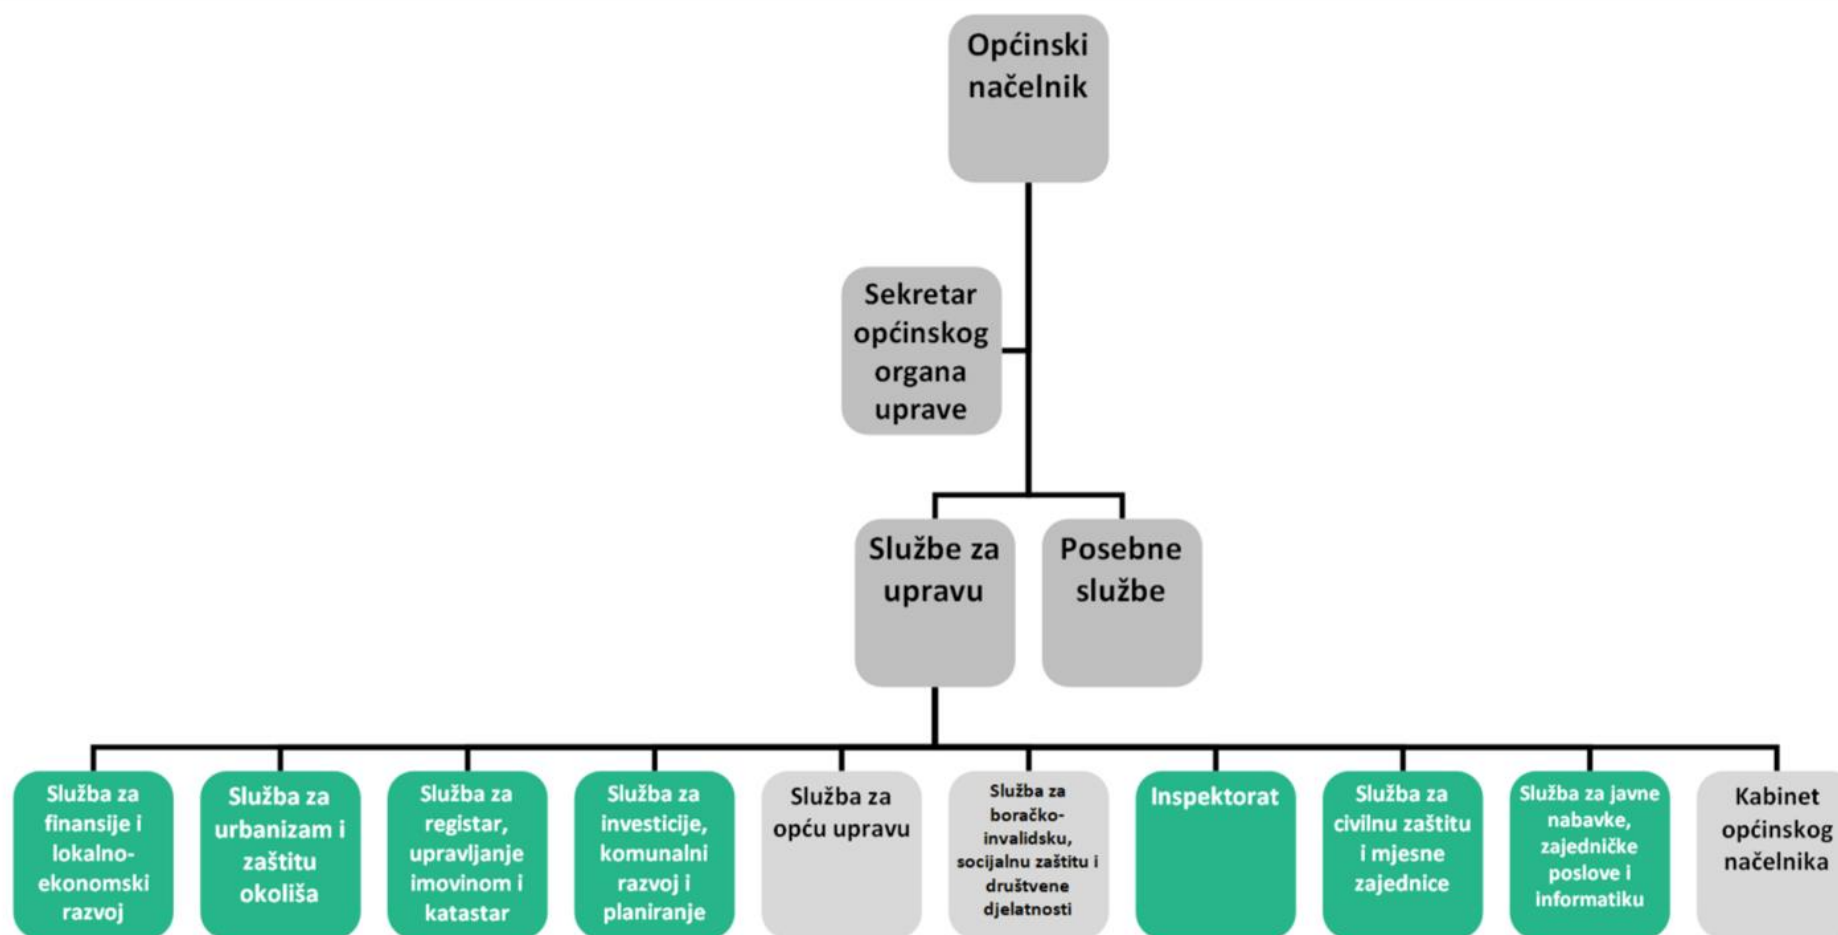 Općinski
načelnik
Sekretar
općinskog
organa
uprave
Službe za
upravu
Posebne
službe
Služba za
finansije i
lokalno-
ekonomski
razvoj
Služba za
urbanizam i
zaštitu
okoliša
Služba za
registar,
upravljanje
imovinom i
katastar
Služba za
investicije,
komunalni
razvoj i
planiranje
Služba za
opću upravu
Služba za
boračko-
invalidsku,
socijalnu zaštitu i
društvene
djelatnosti
Inspektorat
Služba za
civilnu zaštitu
i mjesne
zajednice
Služba za javne
nabavke,
zajedničke
poslove i
informatiku
Kabinet
općinskog
načelnika